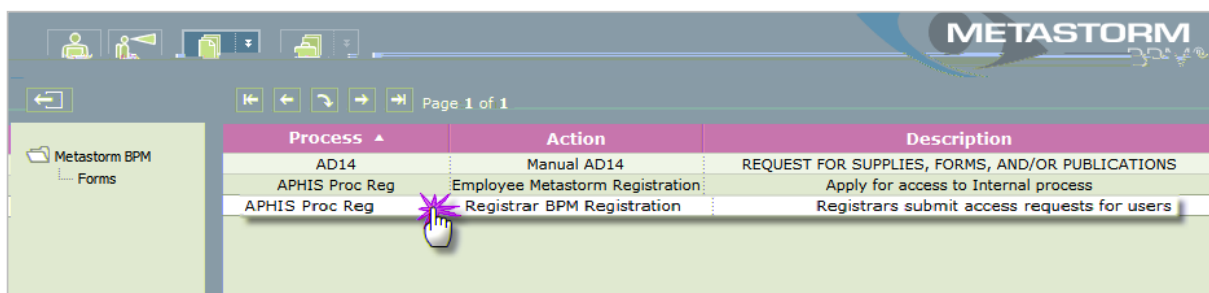 METASTORM
Page 1 of 1
Process Action Description
Metastorm BPM
Forms
AD14 Manual AD14 REQUEST FOR SUPPLIES, FORMS, AND/OR PUBLICATIONS
APHIS Proc Reg Employee Metastorm Registration Apply for access to Internal process
APHIS Proc Reg Registrar BPM Registration Registrars submit access requests for users